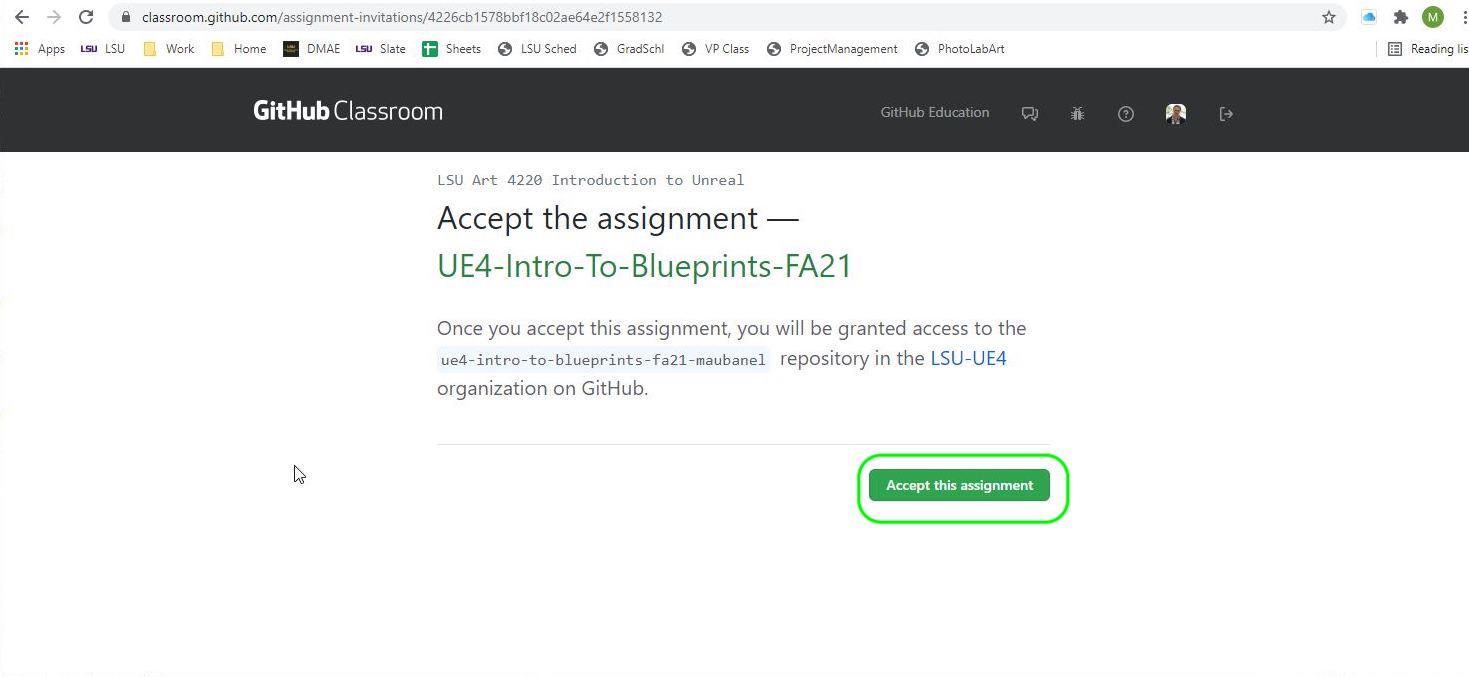 classroom.github.com/assignment-invitations/4226cb1578bbf18c02ae64e2f1558132
M
Apps LSU LSU Work Home DMAE LSU Slate Sheets LSU Sched GradSchl VP Class ProjectManagement PhotoLabArt Reading lis
GitHub Classroom GitHub Education
LSU Art 4220 Introduction to Unreal
Accept the assignment —
UE4-Intro-To-Blueprints-FA21
Once you accept this assignment, you will be granted access to the
ue4-intro-to-blueprints-fa21-maubanel repository in the LSU-UE4
organization on GitHub.
Accept this assignment